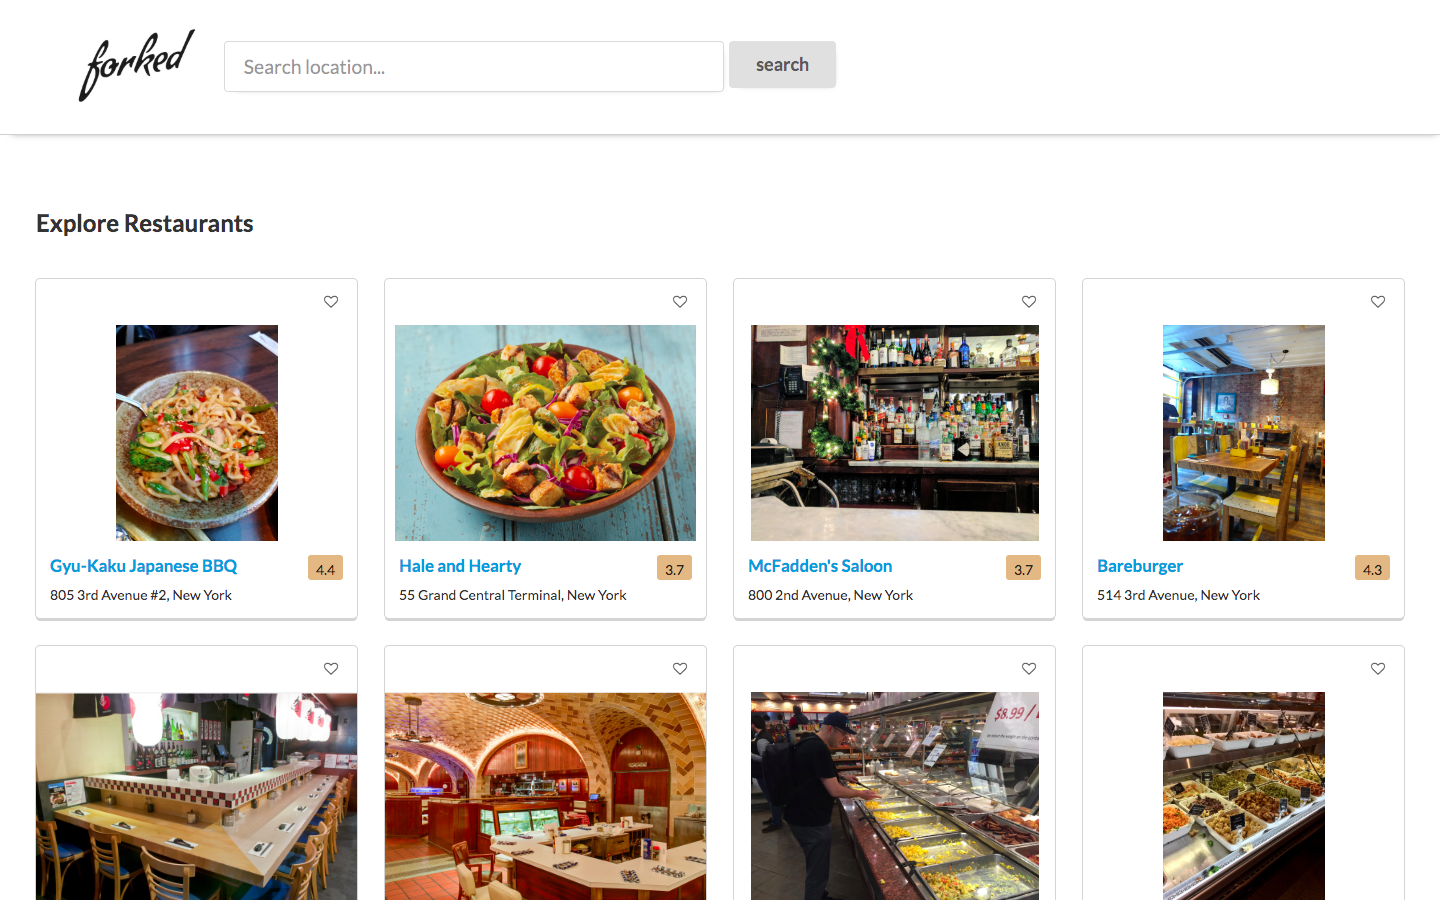 forked
Search location...
search
Explore Restaurants
Gyu-Kaku Japanese BBQ
4.4
805 3rd Avenue #2, New York
Hale and Hearty
3.7
55 Grand Central Terminal, New York
McFadden's Saloon
3.7
800 2nd Avenue, New York
Bareburger
4.3
514 3rd Avenue, New York
$8.99 /